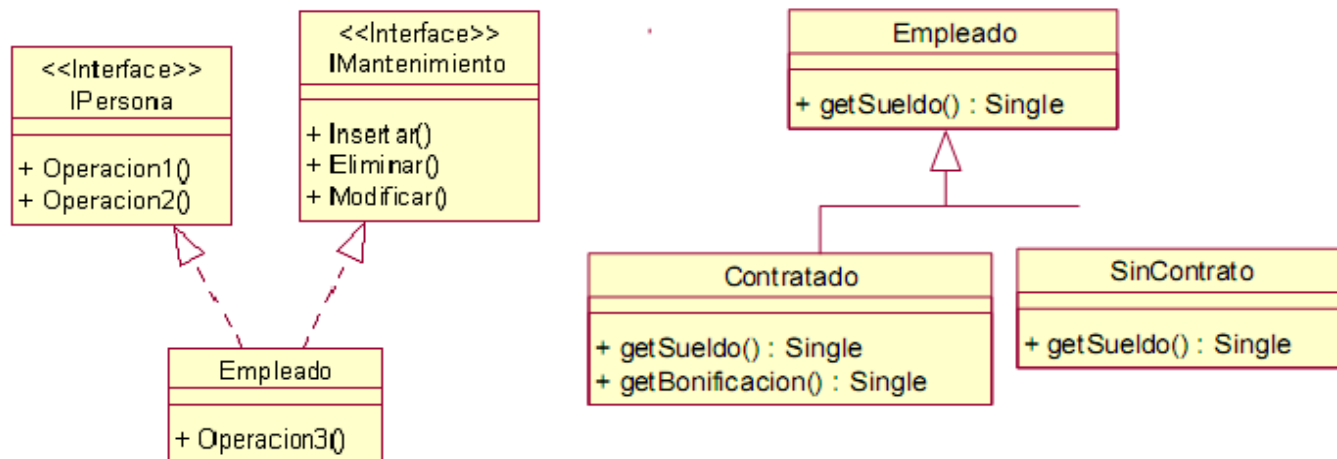 <<Interface>>
IPersona
+ Operacion1()
+ Operacion2()
<<Interface>>
IMantenimiento
+ Insertar()
+ Eliminar()
+ Modificar()
Empleado
+ Operacion3()
Empleado
+ getSueldo() : Single
Contratado
+ getSueldo() : Single
+ getBonificacion() : Single
SinContrato
+ getSueldo() : Single